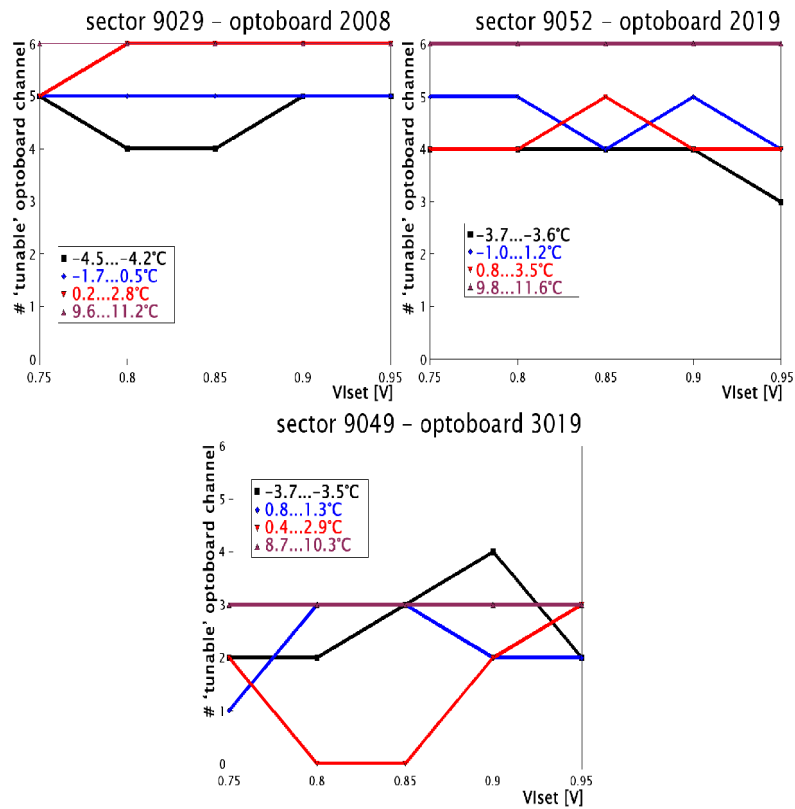 sector 9029 – optoboard 2008
# 'tunable' optoboard channel
6
5
4
3
2
1
0
−4.5...−4.2°C
−1.7...0.5°C
0.2...2.8°C
9.6...11.2°C
0.75
0.8
0.85
0.9
0.95
VIset [V]
sector 9052 – optoboard 2019
# 'tunable' optoboard channel
6
5
4
3
2
1
0
−3.7...−3.6°C
−1.0...1.2°C
0.8...3.5°C
9.8...11.6°C
0.75
0.8
0.85
0.9
0.95
VIset [V]
sector 9049 – optoboard 3019
# 'tunable' optoboard channel
6
5
4
3
2
1
0
−3.7...−3.5°C
0.8...1.3°C
0.4...2.9°C
8.7...10.3°C
0.75
0.8
0.85
0.9
0.95
VIset [V]